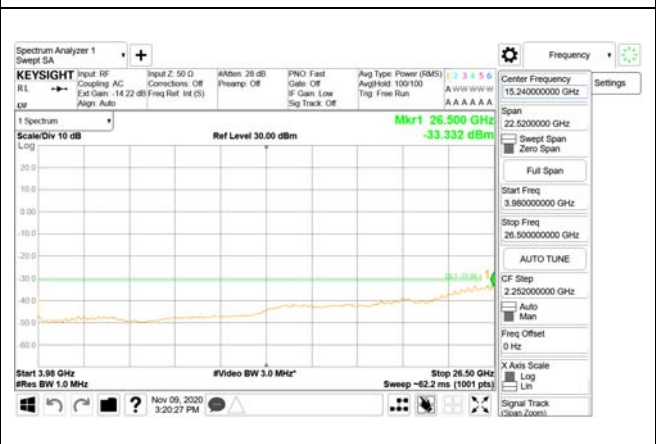 Spectrum Analyzer 1
Swept SA
+
Frequency
KEYSIGHT
Input: RF
Input Z: 50 Ω
#Atten: 28 dB
PNO: Fast
Avg Type: Power (RMS)
1 2 3 4 5 6
RL
Coupling: AC
Corrections: Off
Preamp: Off
Gate: Off
Avg|Hold: 100/100
A W W W W W
Ext Gain: -14.22 dB
Freq Ref: Int (S)
IF Gain: Low
Trig: Free Run
Align: Auto
Sig Track: Off
A A A A A A
Center Frequency
15.240000000 GHz
Settings
1 Spectrum
Mkr1 26.500 GHz
Scale/Div 10 dB
Ref Level 30.00 dBm
-33.332 dBm
Span
22.5200000 GHz
Swept Span
Zero Span
Full Span
Start Freq
3.980000000 GHz
Stop Freq
26.500000000 GHz
AUTO TUNE
CF Step
2.252000000 GHz
Auto
Man
Freq Offset
0 Hz
X Axis Scale
Log
Lin
Signal Track
(Span Zoom)
Log
20.0
10.0
0.00
-10.0
-20.0
-30.0
-40.0
-50.0
-60.0
1
Start 3.98 GHz
#Video BW 3.0 MHz*
Stop 26.50 GHz
#Res BW 1.0 MHz
Sweep ~62.2 ms (1001 pts)
?
Nov 09, 2020
3:20:27 PM